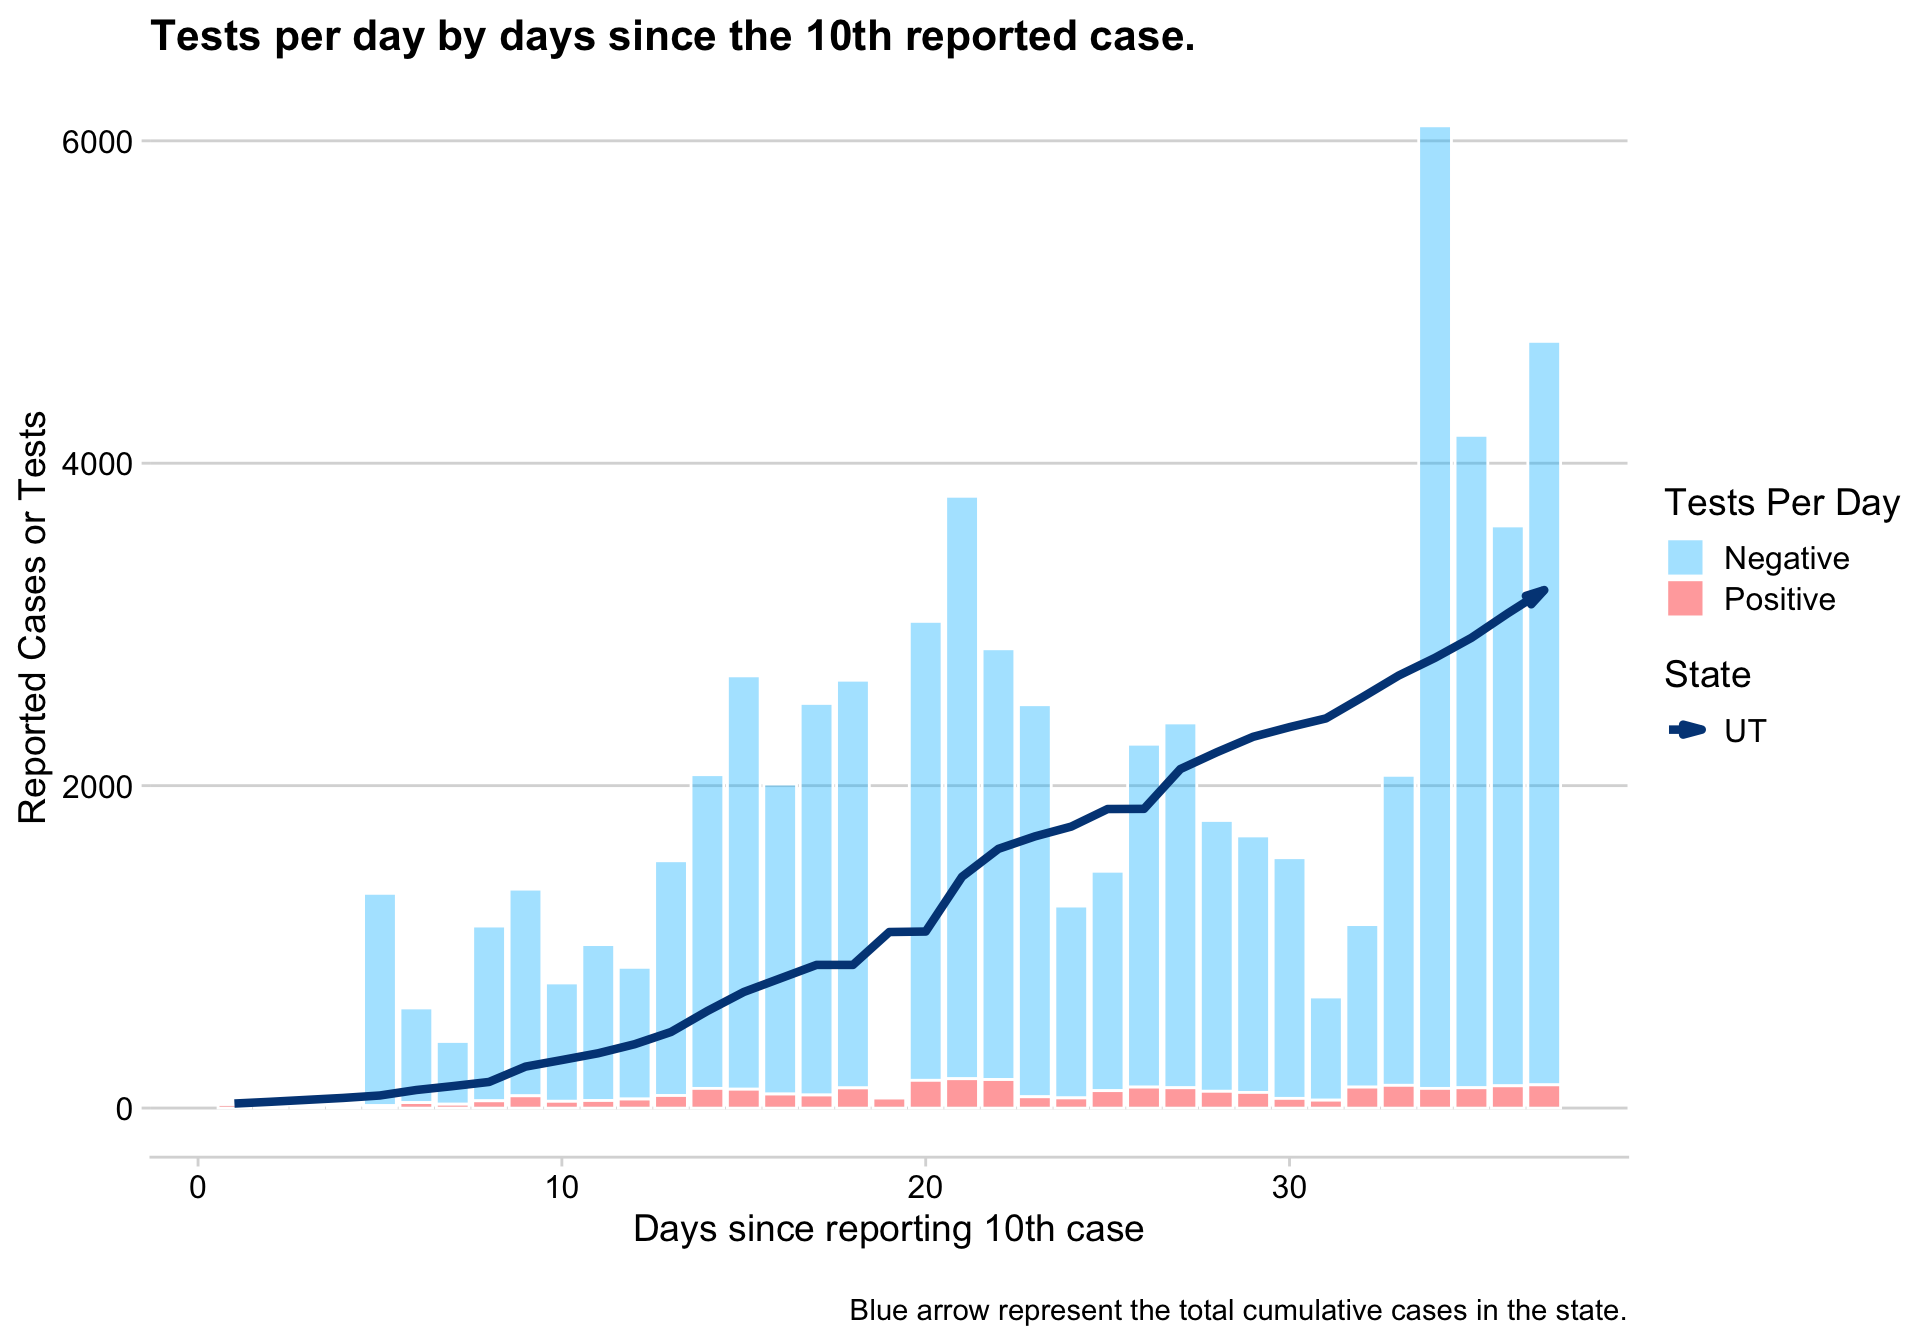 Tests per day by days since the 10th reported case.
6000
4000
2000
0
Reported Cases or Tests
0 10 20 30
Days since reporting 10th case
Tests Per Day
Negative
Positive
State
UT
Blue arrow represent the total cumulative cases in the state.